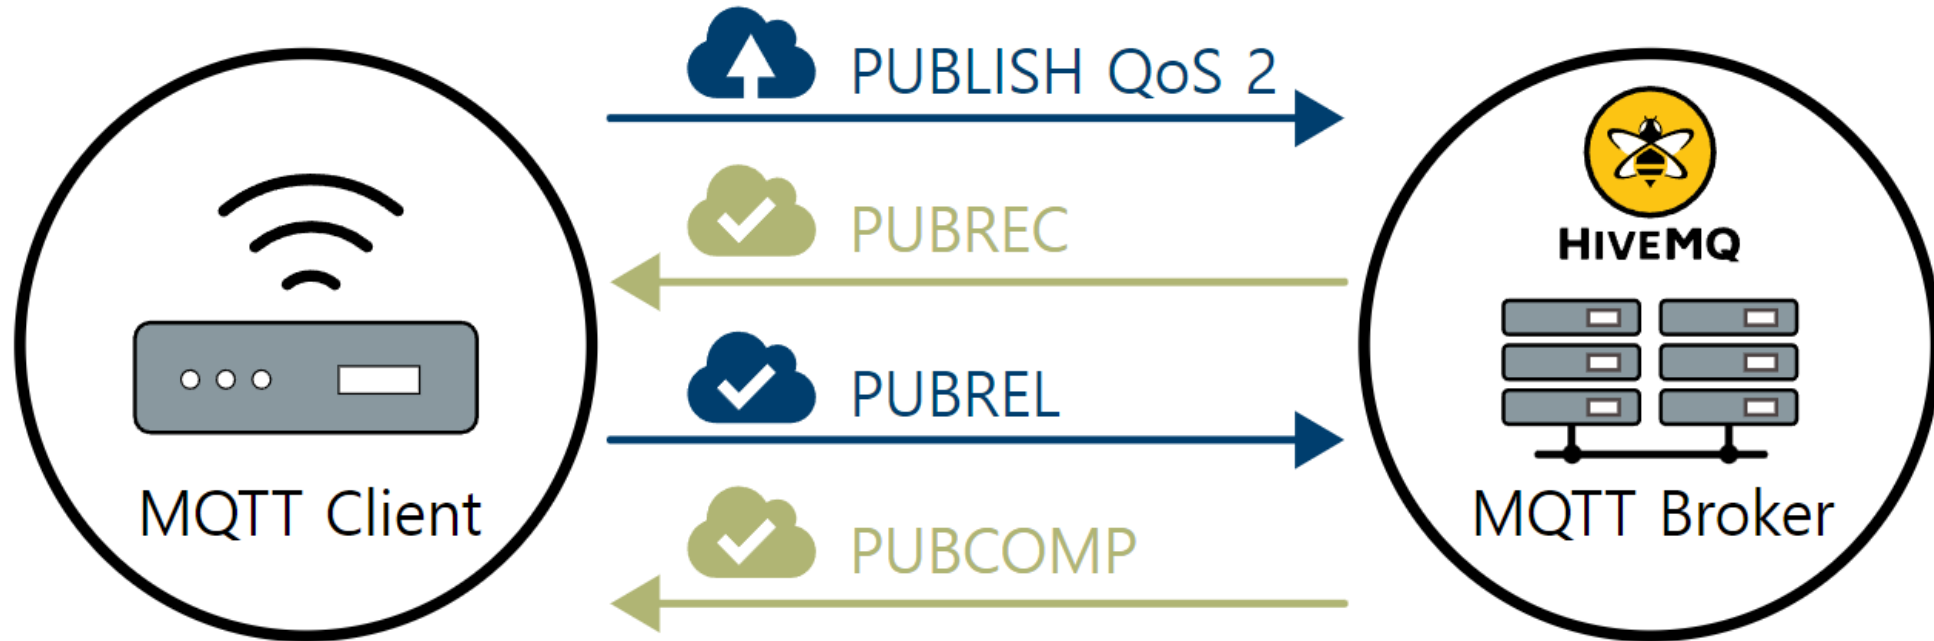 PUBLISH QoS 2
PUBREC
HIVEMQ
PUBREL
MQTT Client
MQTT Broker
PUBCOMP